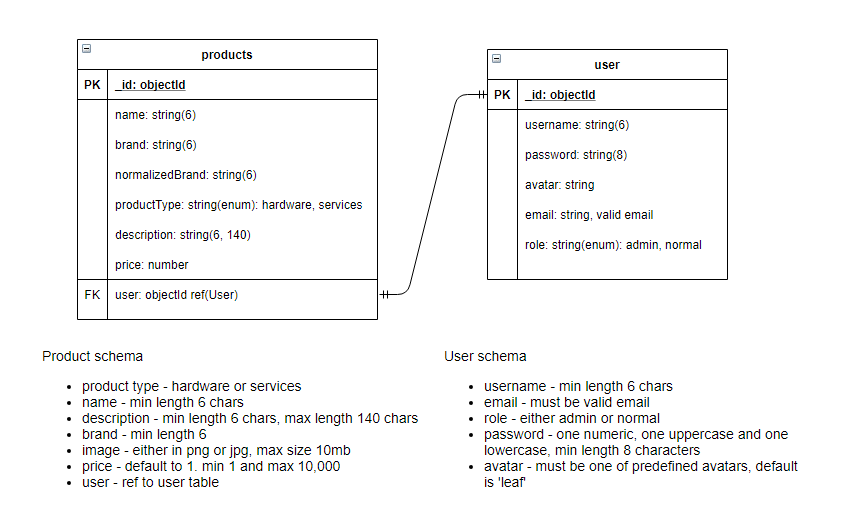 products
PK _id: objectId
name: string(6)
brand: string(6)
normalizedBrand: string(6)
productType: string(enum): hardware, services
description: string(6, 140)
price: number
FK user: objectId ref(User)
user
PK _id: objectId
username: string(6)
password: string(8)
avatar: string
email: string, valid email
role: string(enum): admin, normal
Product schema
• product type - hardware or services
• name - min length 6 chars
• description - min length 6 chars, max length 140 chars
• brand - min length 6
• image - either in png or jpg, max size 10mb
• price - default to 1. min 1 and max 10,000
• user - ref to user table
User schema
• username - min length 6 chars
• email - must be valid email
• role - either admin or normal
• password - one numeric, one uppercase and one
lowercase, min length 8 characters
• avatar - must be one of predefined avatars, default
is 'leaf'